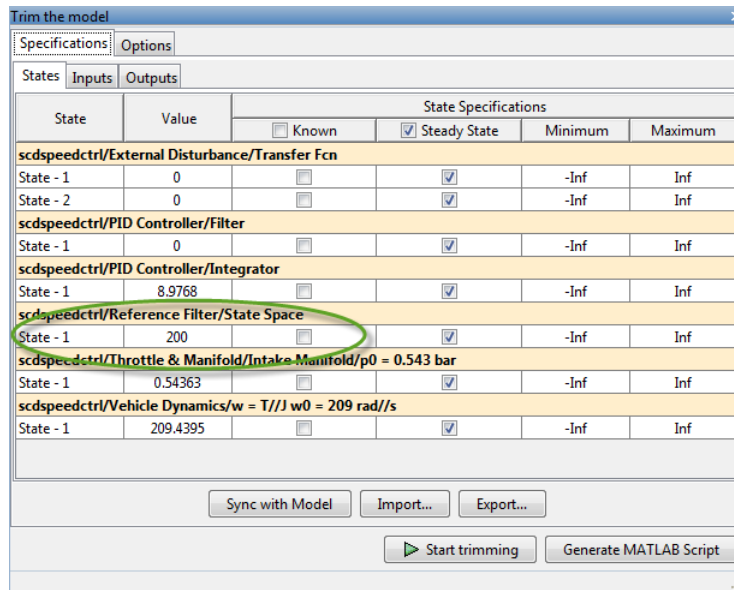 Trim the model
Specifications Options
States Inputs Outputs
State Value State Specifications
Known Steady State Minimum Maximum
scdspeedctrl/External Disturbance/Transfer Fcn
State - 1 0 -Inf Inf
State - 2 0 -Inf Inf
scdspeedctrl/PID Controller/Filter
State - 1 0 -Inf Inf
scdspeedctrl/PID Controller/Integrator
State - 1 8.9768 -Inf Inf
scdspeedctrl/Reference Filter/State Space
State - 1 200 -Inf Inf
scdspeedctrl/Throttle & Manifold/Intake Manifold/p0 = 0.543 bar
State - 1 0.54363 -Inf Inf
scdspeedctrl/Vehicle Dynamics/w = T//J w0 = 209 rad//s
State - 1 209.4395 -Inf Inf
Sync with Model Import... Export...
Start trimming Generate MATLAB Script